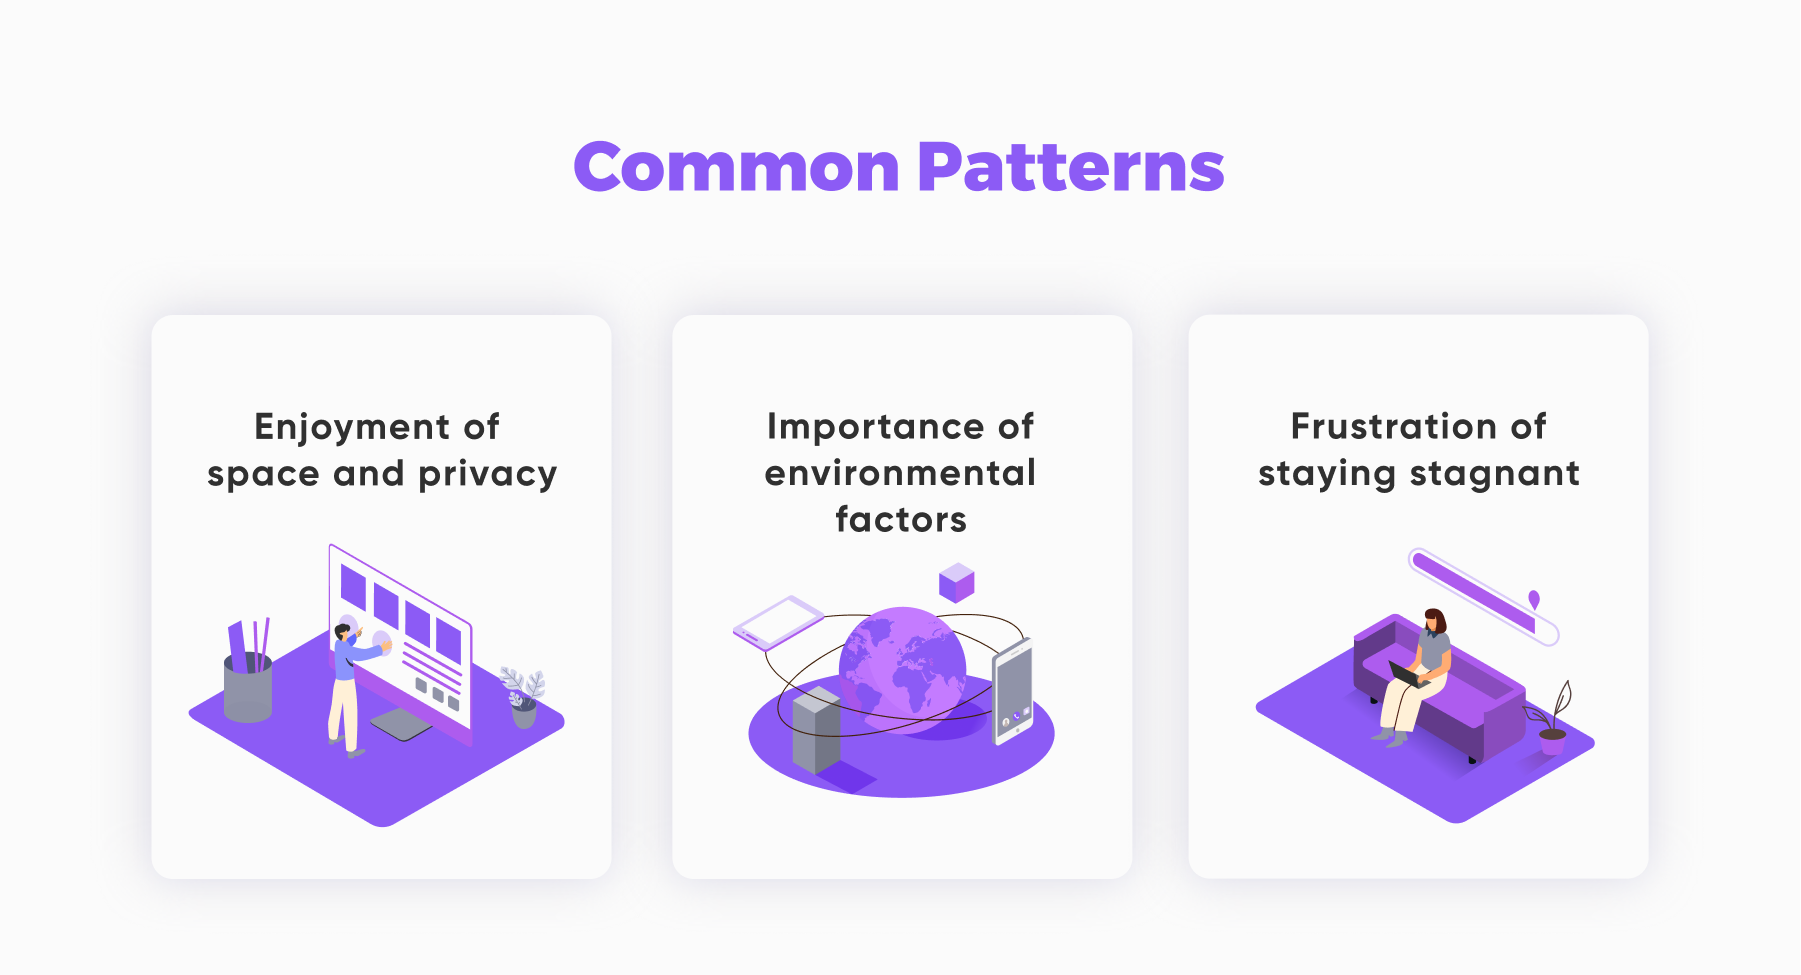 Common Patterns
Enjoyment of
space and privacy
Importance of
environmental
factors
Frustration of
staying stagnant